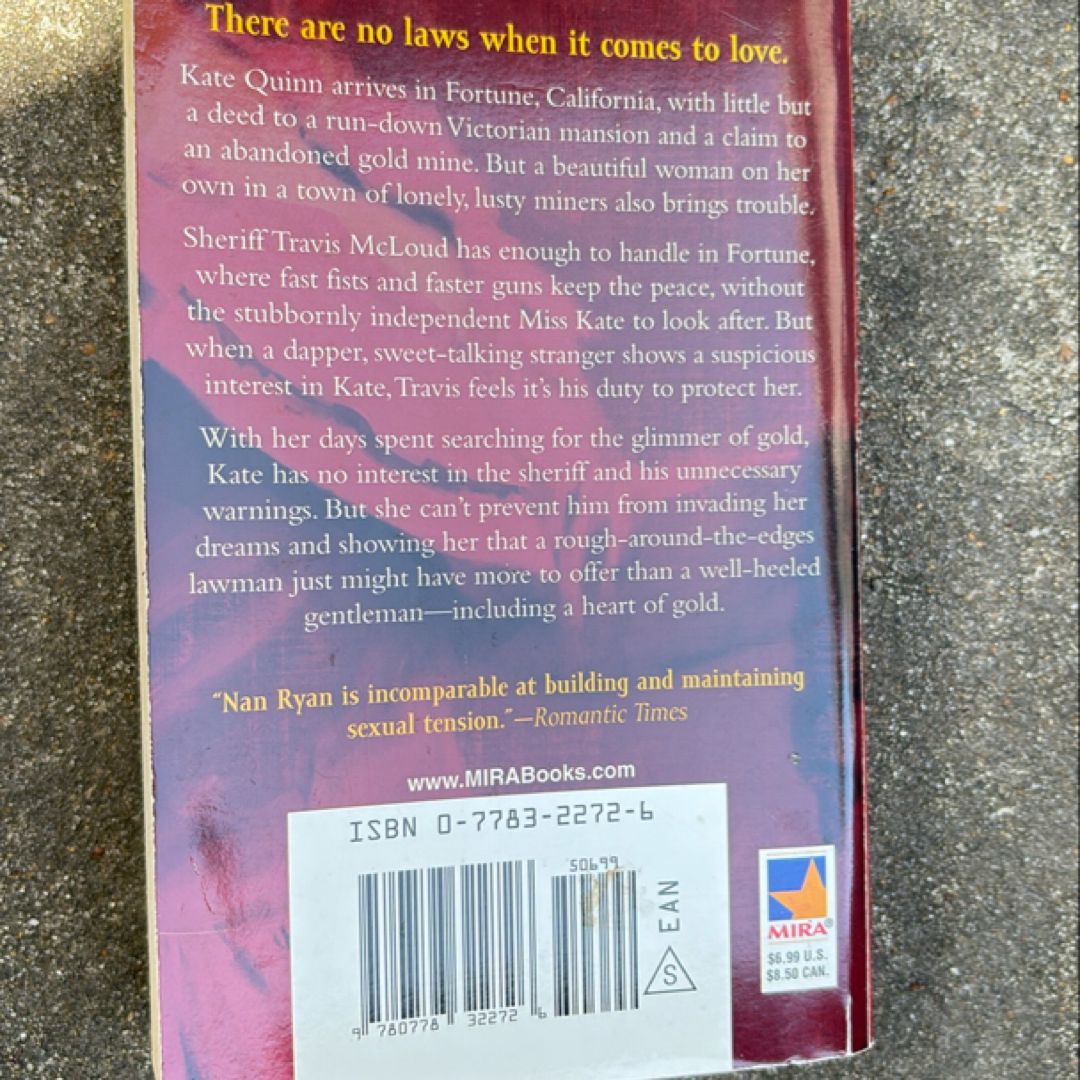 There are no laws when it comes to love.
Kate Quinn arrives in Fortune, California, with little but
a deed to a run-down Victorian mansion and a claim to
an abandoned gold mine. But a beautiful woman on her
own in a town of lonely, lusty miners also brings trouble.
Sheriff Travis McLoud has enough to handle in Fortune,
where fast fists and faster guns keep the peace, without
the stubbornly independent Miss Kate to look after. But
when a dapper, sweet-talking stranger shows a suspicious
interest in Kate, Travis feels it's his duty to protect her.
With her days spent searching for the glimmer of gold,
Kate has no interest in the sheriff and his unnecessary
warnings. But she can't prevent him from invading her
dreams and showing her that a rough-around-the-edges
lawman just might have more to offer than a well-heeled
gentleman—including a heart of gold.
"Nan Ryan is incomparable at building and maintaining
sexual tension."—Romantic Times
www.MIRABooks.com
ISBN 0-7783-2272-6
50699
EAN
S
9 780778 32272 6
MIRA®
$6.99 U.S.
$8.50 CAN.